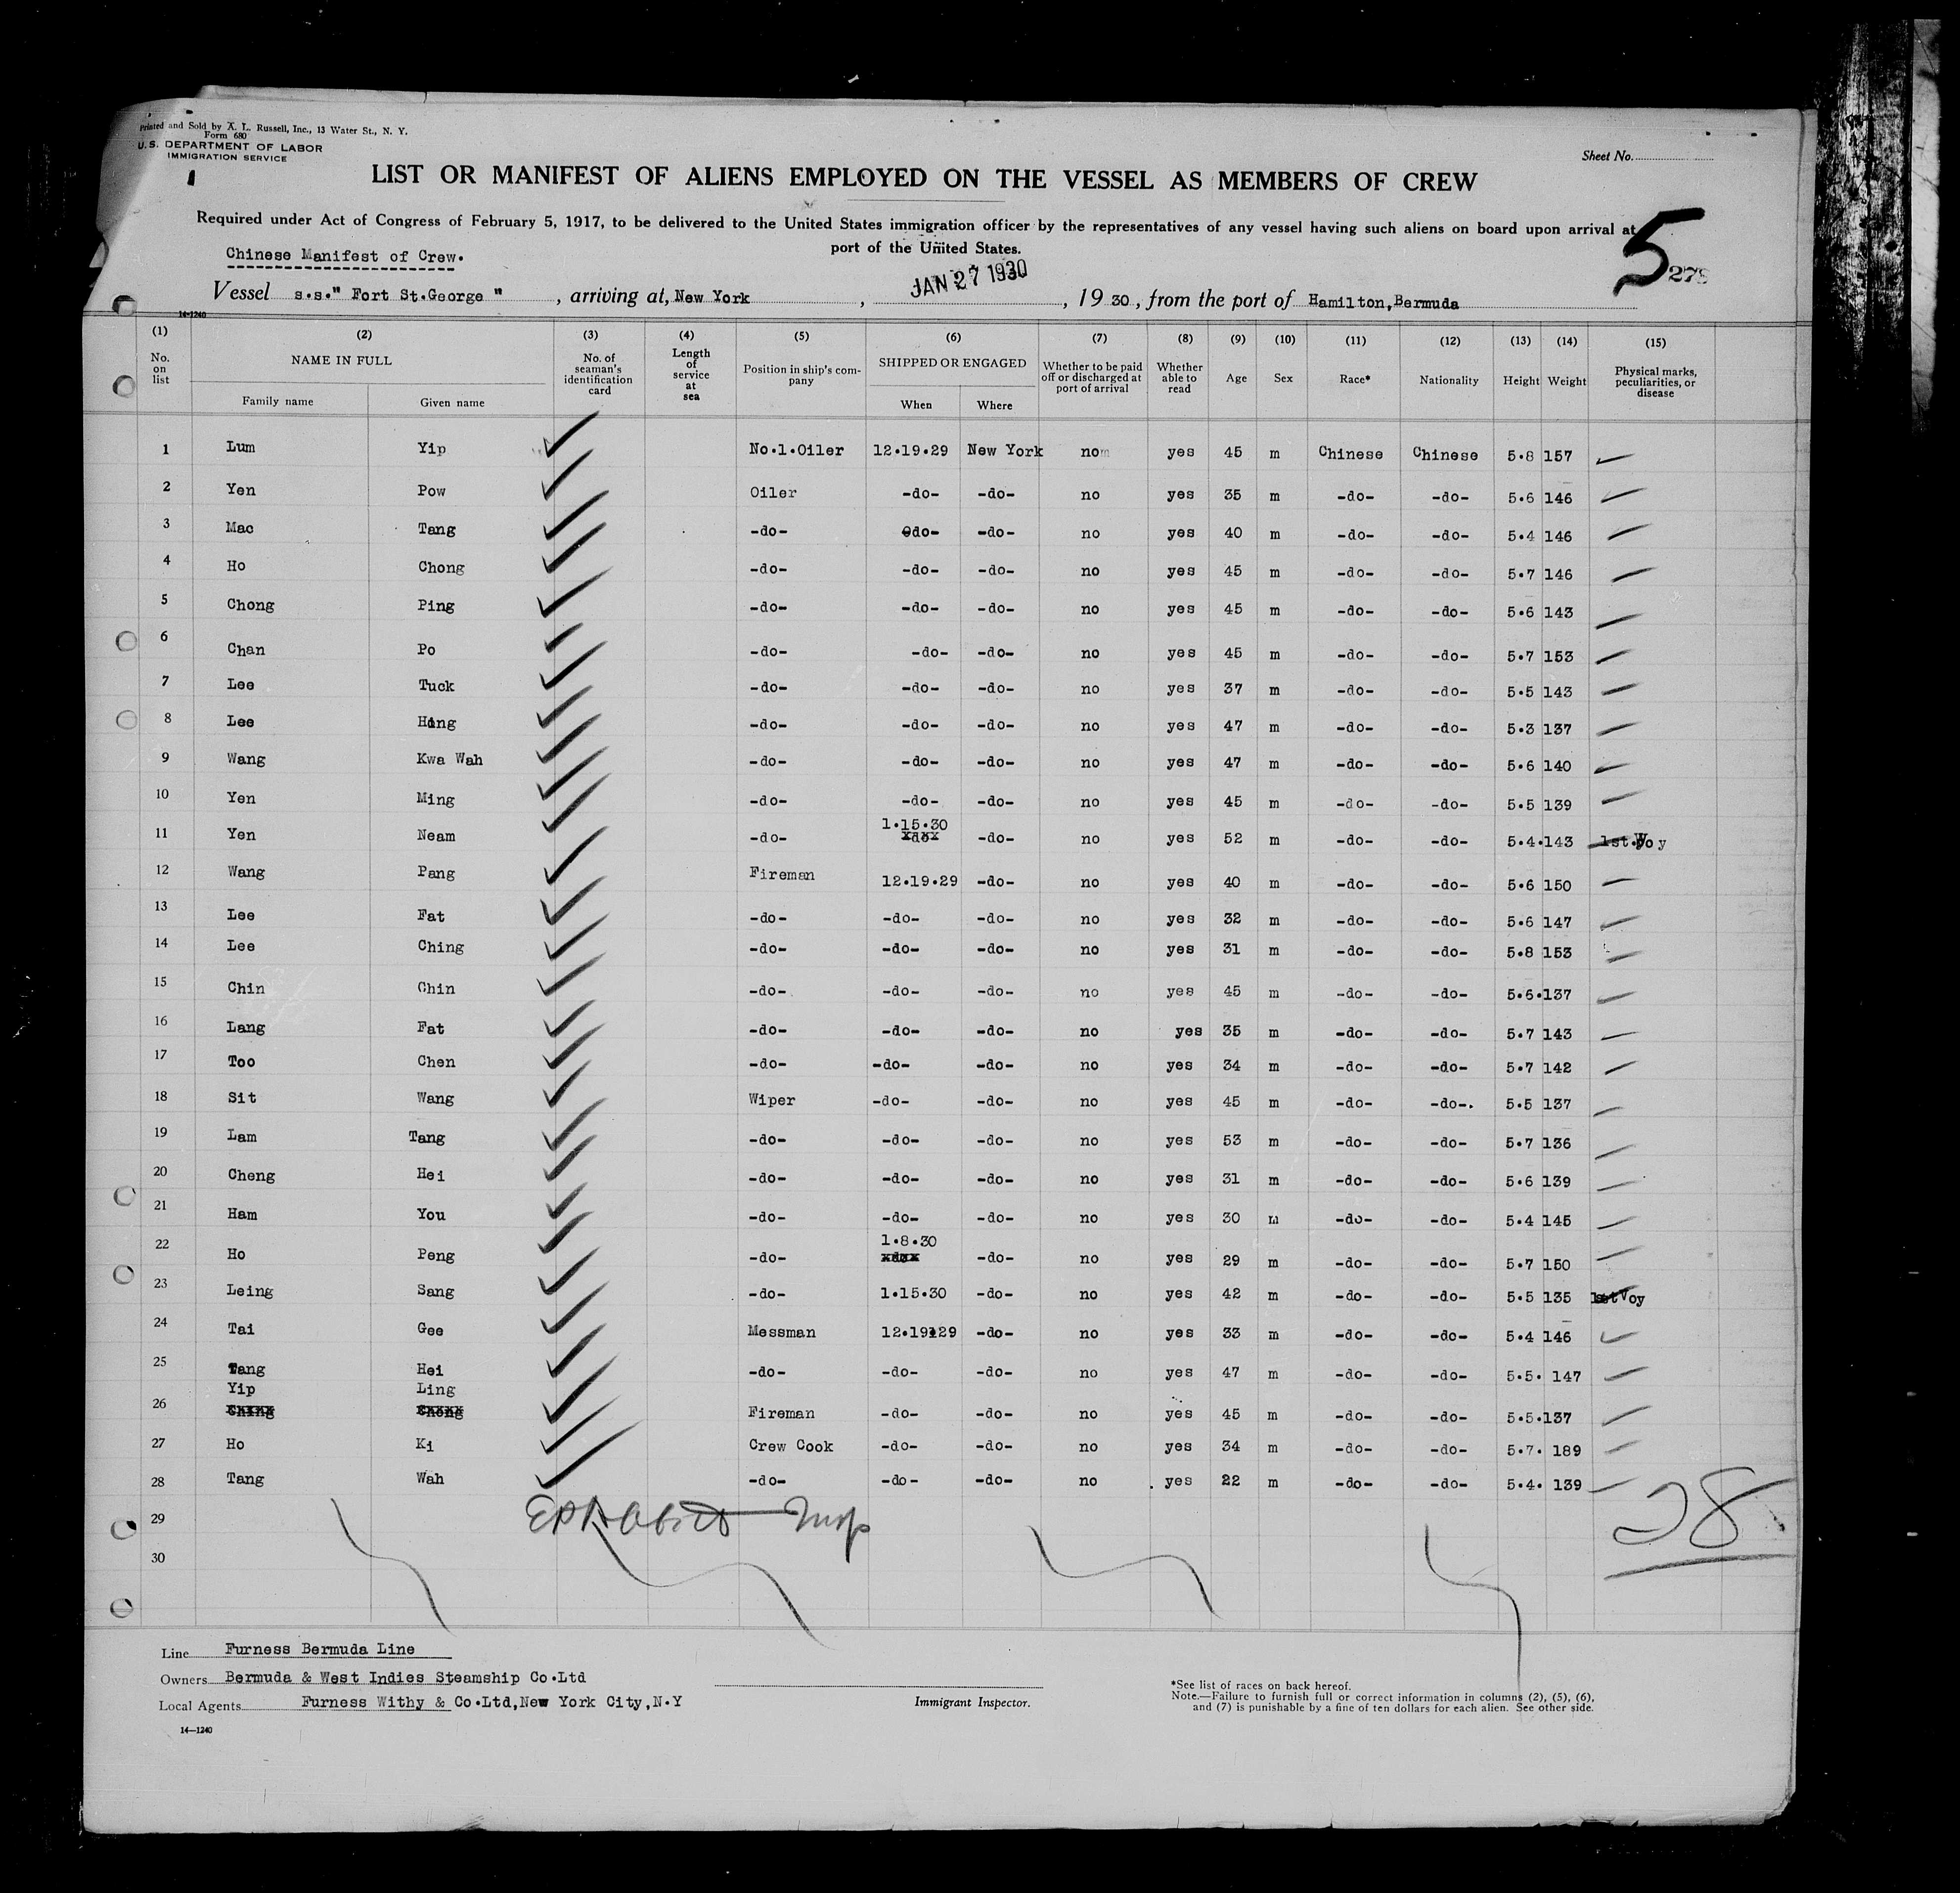 Printed and Sold by A. L. Russell, Inc., 13 Water St., N. Y.
Form 680
U.S. DEPARTMENT OF LABOR
IMMIGRATION SERVICE
Sheet No.
LIST OR MANIFEST OF ALIENS EMPLOYED ON THE VESSEL AS MEMBERS OF CREW
Required under Act of Congress of February 5, 1917, to be delivered to the United States immigration officer by the representatives of any vessel having such aliens on board upon arrival at
port of the United States.
5
Chinese Manifest of Crew.
JAN 27 1930
Vessel s.s." Fort St.George ", arriving at, New York, , 19 30, from the port of Hamilton,Bermuda
14-1240
(1) (2) (3) (4) (5) (6) (7) (8) (9) (10) (11) (12) (13) (14) (15)
No. on list NAME IN FULL No. of seaman's identification card Length of service at sea Position in ship's company SHIPPED OR ENGAGED Whether to be paid off or discharged at port of arrival Whether able to read Age Sex Race* Nationality Height Weight Physical marks, peculiarities, or disease
Family name Given name When Where
1 Lum Yip No.1.Oiler 12.19.29 New York no yes 45 m Chinese Chinese 5.8 157
2 Yen Pow Oiler -do- -do- no yes 35 m -do- -do- 5.6 146
3 Mac Tang -do- -do- -do- no yes 40 m -do- -do- 5.4 146
4 Ho Chong -do- -do- -do- no yes 45 m -do- -do- 5.7 146
5 Chong Ping -do- -do- -do- no yes 45 m -do- -do- 5.6 143
6 Chan Po -do- -do- -do- no yes 45 m -do- -do- 5.7 153
7 Lee Tuck -do- -do- -do- no yes 37 m -do- -do- 5.5 143
8 Lee Hing -do- -do- -do- no yes 47 m -do- -do- 5.3 137
9 Wang Kwa Wah -do- -do- -do- no yes 47 m -do- -do- 5.6 140
10 Yen Ming -do- -do- -do- no yes 45 m -do- -do- 5.5 139
11 Yen Neam -do- 1.15.30 -do- no yes 52 m -do- -do- 5.4.143 1st.Voy
12 Wang Pang Fireman 12.19.29 -do- no yes 40 m -do- -do- 5.6 150
13 Lee Fat -do- -do- -do- no yes 32 m -do- -do- 5.6 147
14 Lee Ching -do- -do- -do- no yes 31 m -do- -do- 5.8 153
15 Chin Chin -do- -do- -do- no yes 45 m -do- -do- 5.6.137
16 Lang Fat -do- -do- -do- no yes 35 m -do- -do- 5.7 143
17 Too Chen -do- -do- -do- no yes 34 m -do- -do- 5.7 142
18 Sit Wang Wiper -do- -do- no yes 45 m -do- -do-. 5.5 137
19 Lam Tang -do- -do- -do- no yes 53 m -do- -do- 5.7 136
20 Cheng Hei -do- -do- -do- no yes 31 m -do- -do- 5.6 139
21 Ham You -do- -do- -do- no yes 30 m -do- -do- 5.4 145
22 Ho Peng -do- 1.8.30 -do- no yes 29 m -do- -do- 5.7 150
23 Leing Sang -do- 1.15.30 -do- no yes 42 m -do- -do- 5.5 135 1st Voy
24 Tai Gee Messman 12.19.29 -do- no yes 33 m -do- -do- 5.4 146
25 Tang Hei -do- -do- -do- no yes 47 m -do- -do- 5.5. 147
Yip Ling
26 Ching Chong Fireman -do- -do- no yes 45 m -do- -do- 5.5.137
27 Ho Ki Crew Cook -do- -do- no yes 34 m -do- -do- 5.7. 189
28 Tang Wah -do- -do- -do- no yes 22 m -do- -do- 5.4. 139
28
29
30
Line Furness Bermuda Line
Owners Bermuda & West Indies Steamship Co.Ltd
Local Agents Furness Withy & Co.Ltd,New York City,N.Y
Immigrant Inspector.
*See list of races on back hereof.
Note.—Failure to furnish full or correct information in columns (2), (5), (6),
and (7) is punishable by a fine of ten dollars for each alien. See other side.
14—1240